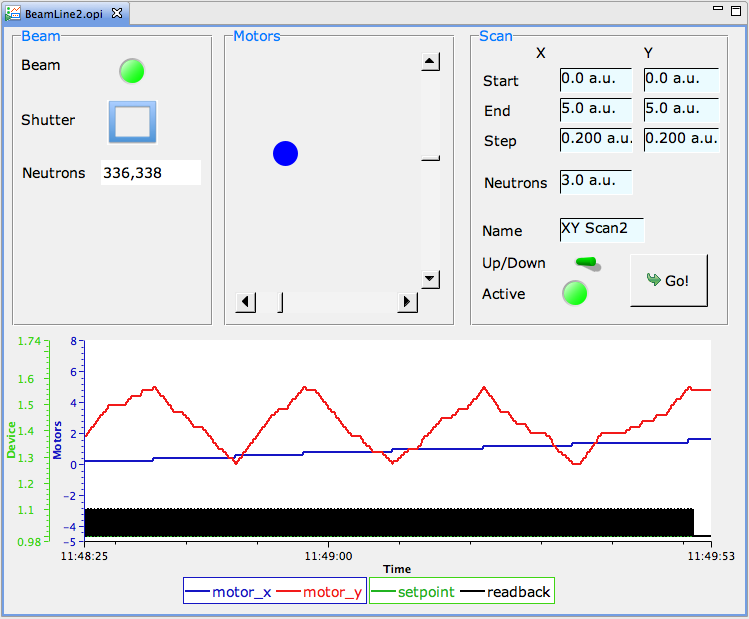 BeamLine2.opi
Beam
Beam
Shutter
Neutrons 336,338
Motors
Scan
X Y
Start 0.0 a.u. 0.0 a.u.
End 5.0 a.u. 5.0 a.u.
Step 0.200 a.u. 0.200 a.u.
Neutrons 3.0 a.u.
Name XY Scan2
Up/Down
Active
Go!
Device
1.74
1.6
1.5
1.4
1.3
1.2
1.1
0.98
Motors
8
6
4
2
0
-2
-4
-5
11:48:25 11:49:00 11:49:53
Time
motor_x motor_y setpoint readback